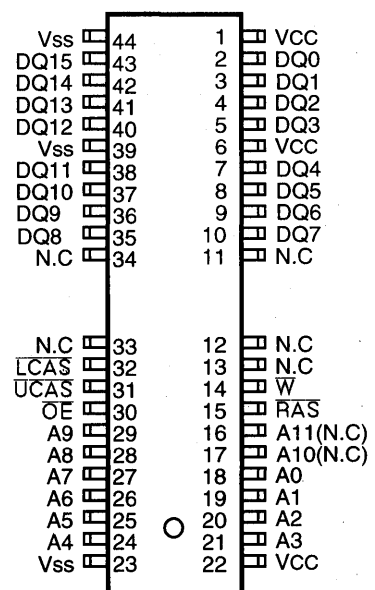 Vss 44 1 VCC
DQ15 43 2 DQ0
DQ14 42 3 DQ1
DQ13 41 4 DQ2
DQ12 40 5 DQ3
Vss 39 6 VCC
DQ11 38 7 DQ4
DQ10 37 8 DQ5
DQ9 36 9 DQ6
DQ8 35 10 DQ7
N.C 34 11 N.C
N.C 33 12 N.C
L̅C̅A̅S̅ 32 13 N.C
U̅C̅A̅S̅ 31 14 W̅
O̅E̅ 30 15 R̅A̅S̅
A9 29 16 A11(N.C)
A8 28 17 A10(N.C)
A7 27 18 A0
A6 26 19 A1
A5 25 20 A2
A4 24 21 A3
Vss 23 22 VCC